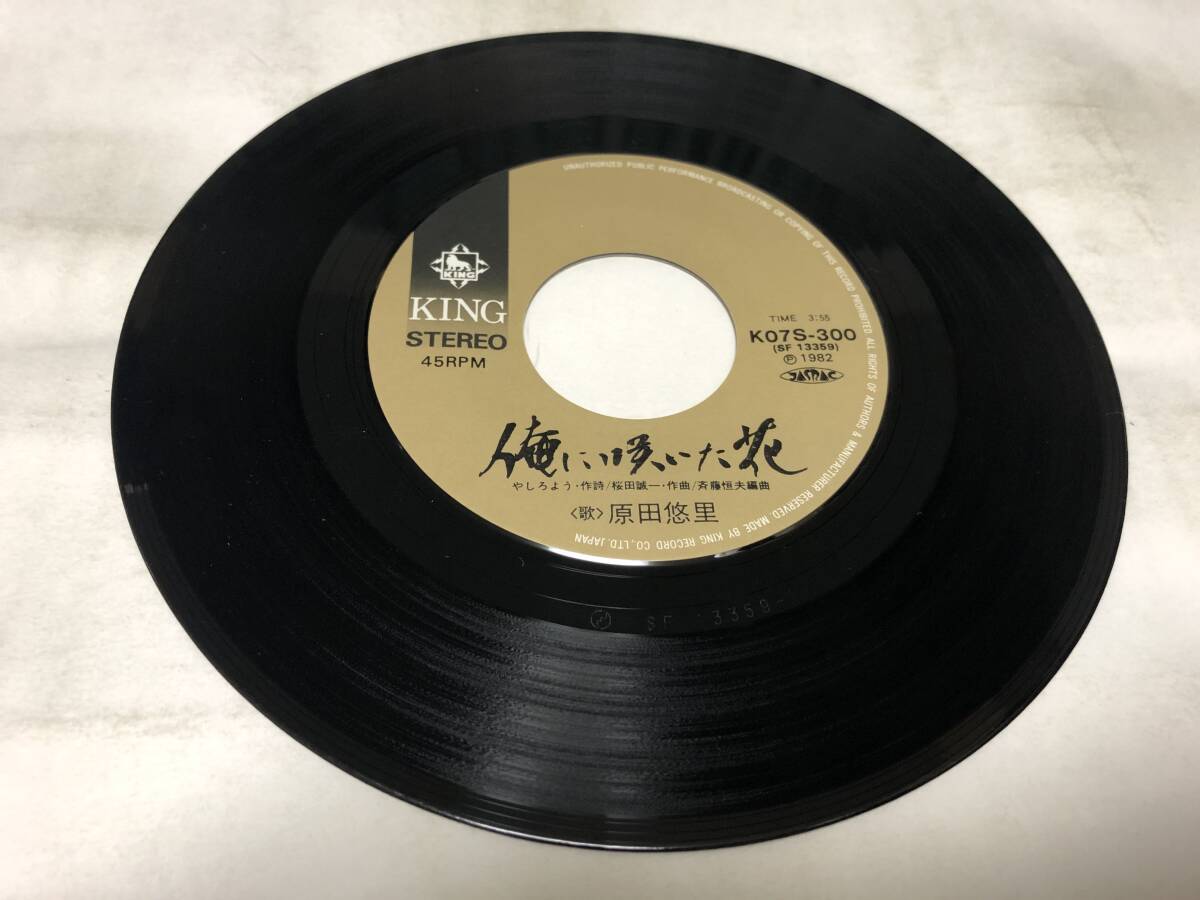 UNAUTHORIZED PUBLIC PERFORMANCE BROADCASTING OR COPYING OF THIS RECORD PROHIBITED ALL RIGHTS OF AUTHORS & MANUFACTURER RESERVED. MADE BY KING RECORD CO., LTD. JAPAN
KING
KING
STEREO
45RPM
TIME 3:55
K07S-300
(SF 13359)
Ⓟ 1982
JASRAC
俺に咲いた花
やしろよう・作詩/桜田誠一・作曲/斉藤恒夫編曲
〈歌〉原田悠里
SF 13359-